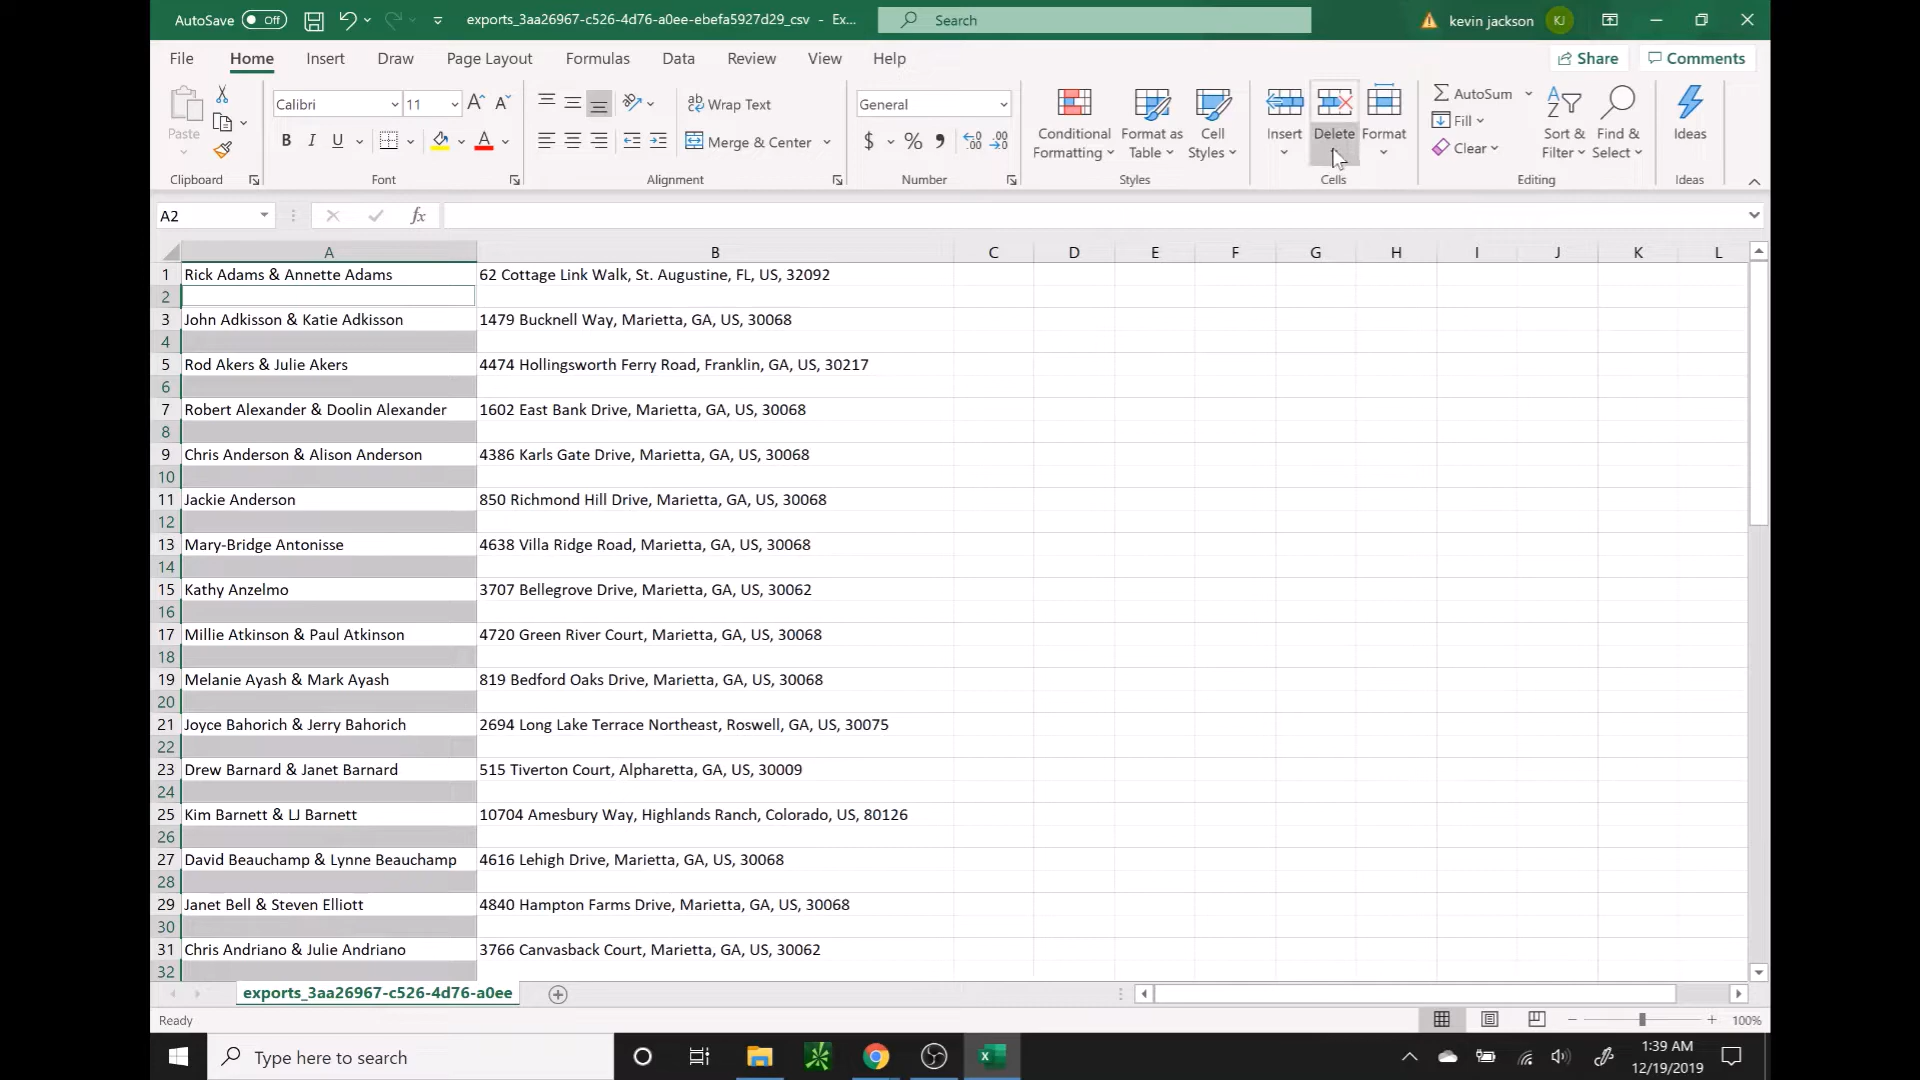 AutoSave Off exports_3aa26967-c526-4d76-a0ee-ebefa5927d29_csv - Ex... Search kevin jackson KJ
File Home Insert Draw Page Layout Formulas Data Review View Help Share Comments
Paste Calibri 11 Wrap Text General Conditional Formatting Format as Table Cell Styles Insert Delete Format AutoSum Sort & Filter Find & Select Ideas
B I U Merge & Center $ % Fill
Clear
Clipboard Font Alignment Number Styles Cells Editing Ideas
A2 fx
A B C D E F G H I J K L
1 Rick Adams & Annette Adams 62 Cottage Link Walk, St. Augustine, FL, US, 32092
2
3 John Adkisson & Katie Adkisson 1479 Bucknell Way, Marietta, GA, US, 30068
4
5 Rod Akers & Julie Akers 4474 Hollingsworth Ferry Road, Franklin, GA, US, 30217
6
7 Robert Alexander & Doolin Alexander 1602 East Bank Drive, Marietta, GA, US, 30068
8
9 Chris Anderson & Alison Anderson 4386 Karls Gate Drive, Marietta, GA, US, 30068
10
11 Jackie Anderson 850 Richmond Hill Drive, Marietta, GA, US, 30068
12
13 Mary-Bridge Antonisse 4638 Villa Ridge Road, Marietta, GA, US, 30068
14
15 Kathy Anzelmo 3707 Bellegrove Drive, Marietta, GA, US, 30062
16
17 Millie Atkinson & Paul Atkinson 4720 Green River Court, Marietta, GA, US, 30068
18
19 Melanie Ayash & Mark Ayash 819 Bedford Oaks Drive, Marietta, GA, US, 30068
20
21 Joyce Bahorich & Jerry Bahorich 2694 Long Lake Terrace Northeast, Roswell, GA, US, 30075
22
23 Drew Barnard & Janet Barnard 515 Tiverton Court, Alpharetta, GA, US, 30009
24
25 Kim Barnett & LJ Barnett 10704 Amesbury Way, Highlands Ranch, Colorado, US, 80126
26
27 David Beauchamp & Lynne Beauchamp 4616 Lehigh Drive, Marietta, GA, US, 30068
28
29 Janet Bell & Steven Elliott 4840 Hampton Farms Drive, Marietta, GA, US, 30068
30
31 Chris Andriano & Julie Andriano 3766 Canvasback Court, Marietta, GA, US, 30062
32
exports_3aa26967-c526-4d76-a0ee
Ready 100%
Type here to search 1:39 AM
12/19/2019